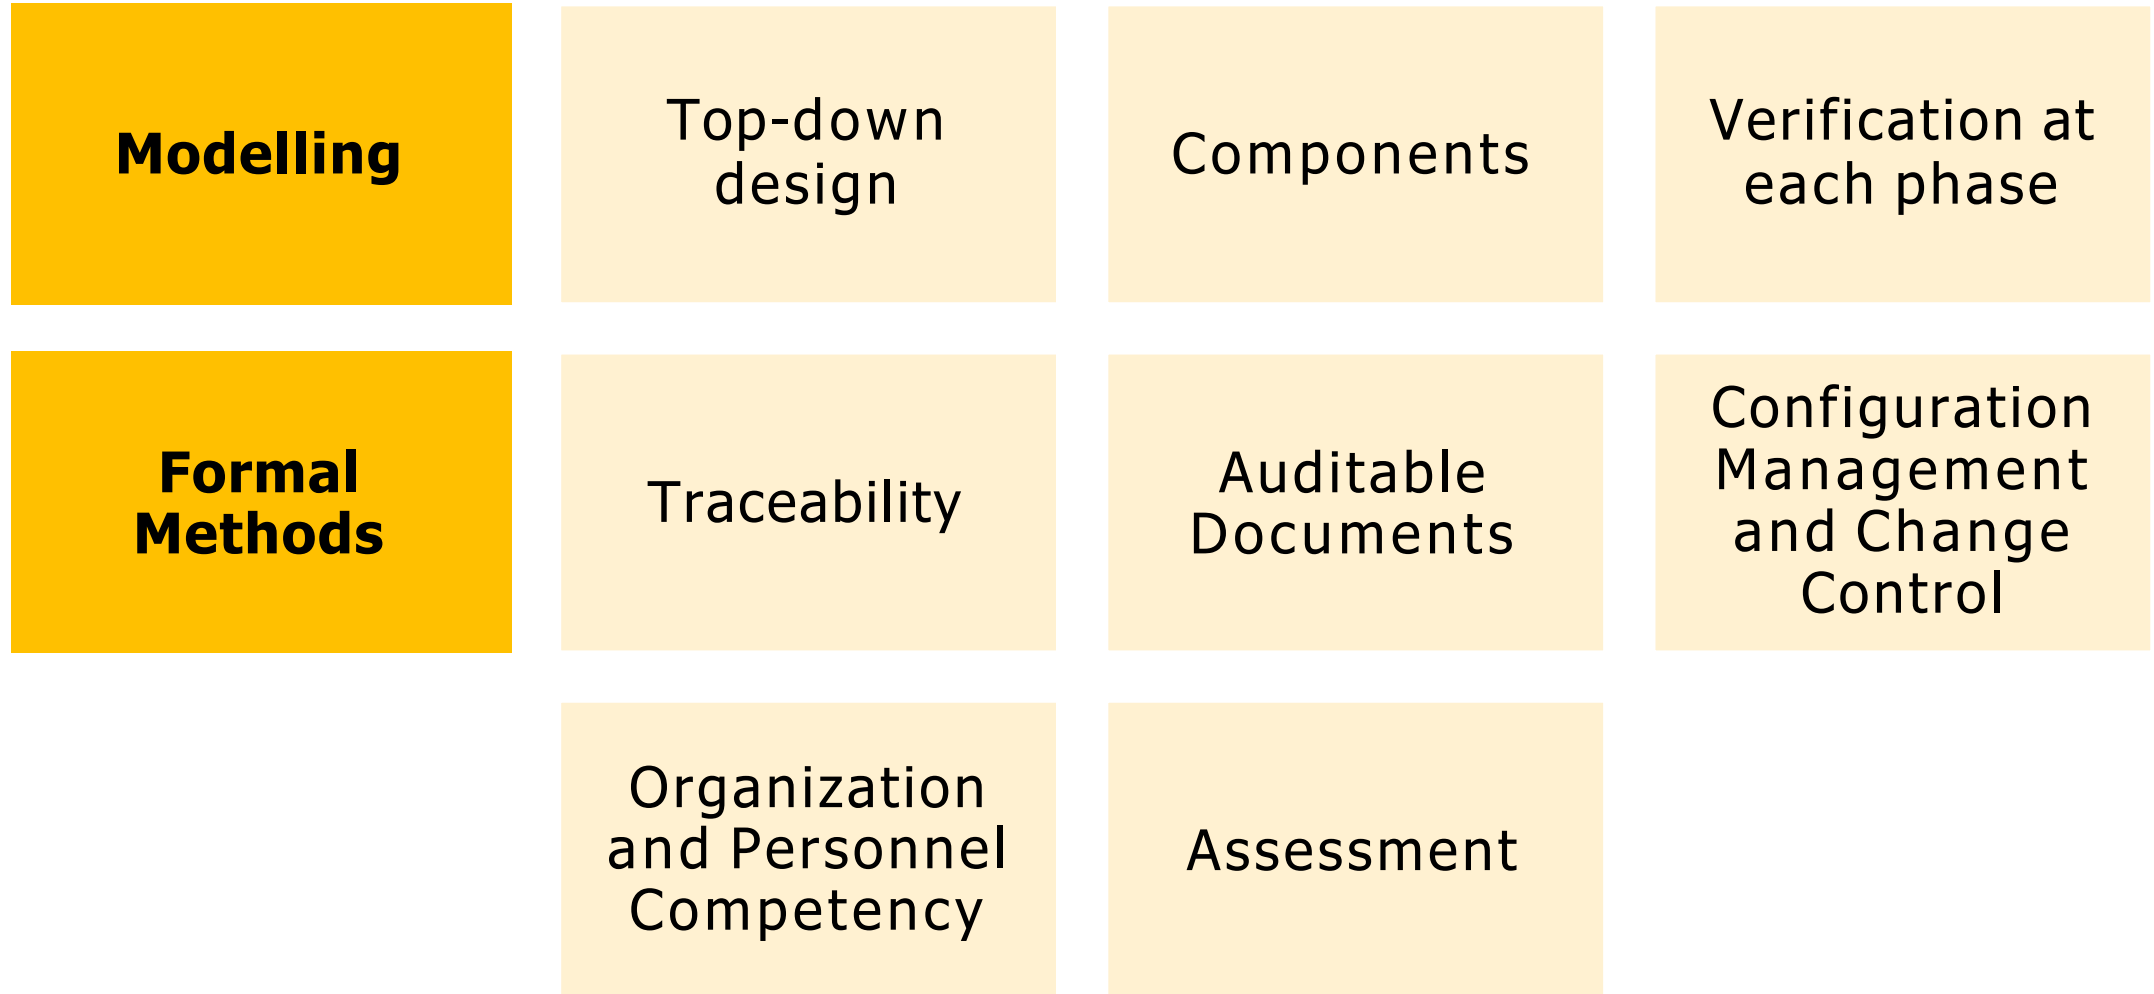 Modelling
Top-down
design
Components
Verification at
each phase
Formal
Methods
Traceability
Auditable
Documents
Configuration
Management
and Change
Control
Organization
and Personnel
Competency
Assessment